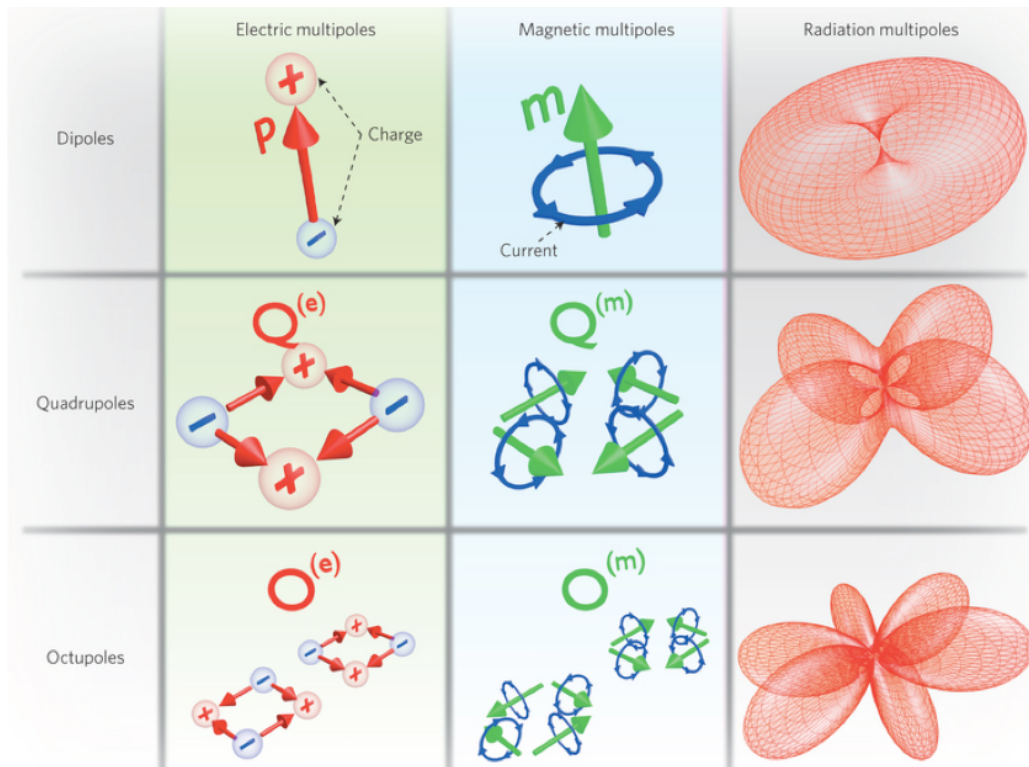 Electric multipoles
Magnetic multipoles
Radiation multipoles
Dipoles
+
p
Charge
−
m
Current
Quadrupoles
Q(e)
+
−
−
+
Q(m)
Octupoles
O(e)
+
−
−
+
−
+
+
−
O(m)